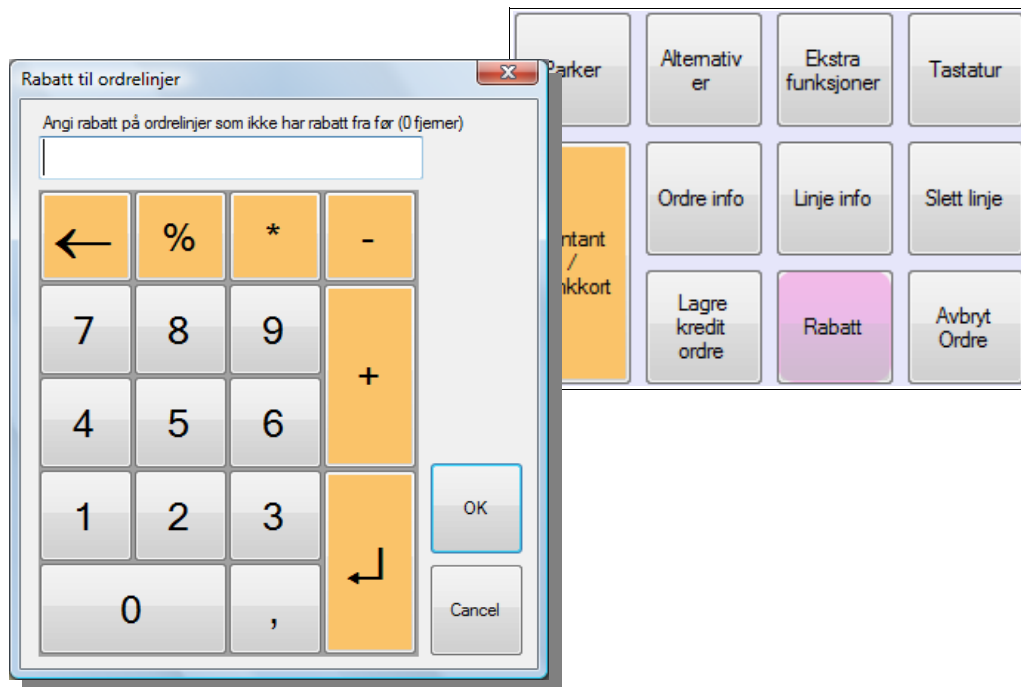 Rabatt til ordrelinjer
Angi rabatt på ordrelinjer som ikke har rabatt fra før (0 fjerner)
← % * -
7 8 9
+
4 5 6
1 2 3
0 ,
OK
Cancel
Parker
Alternativ
er
Ekstra
funksjoner
Tastatur
ntant
/
nkkort
Ordre info
Linje info
Slett linje
Lagre
kredit
ordre
Rabatt
Avbryt
Ordre